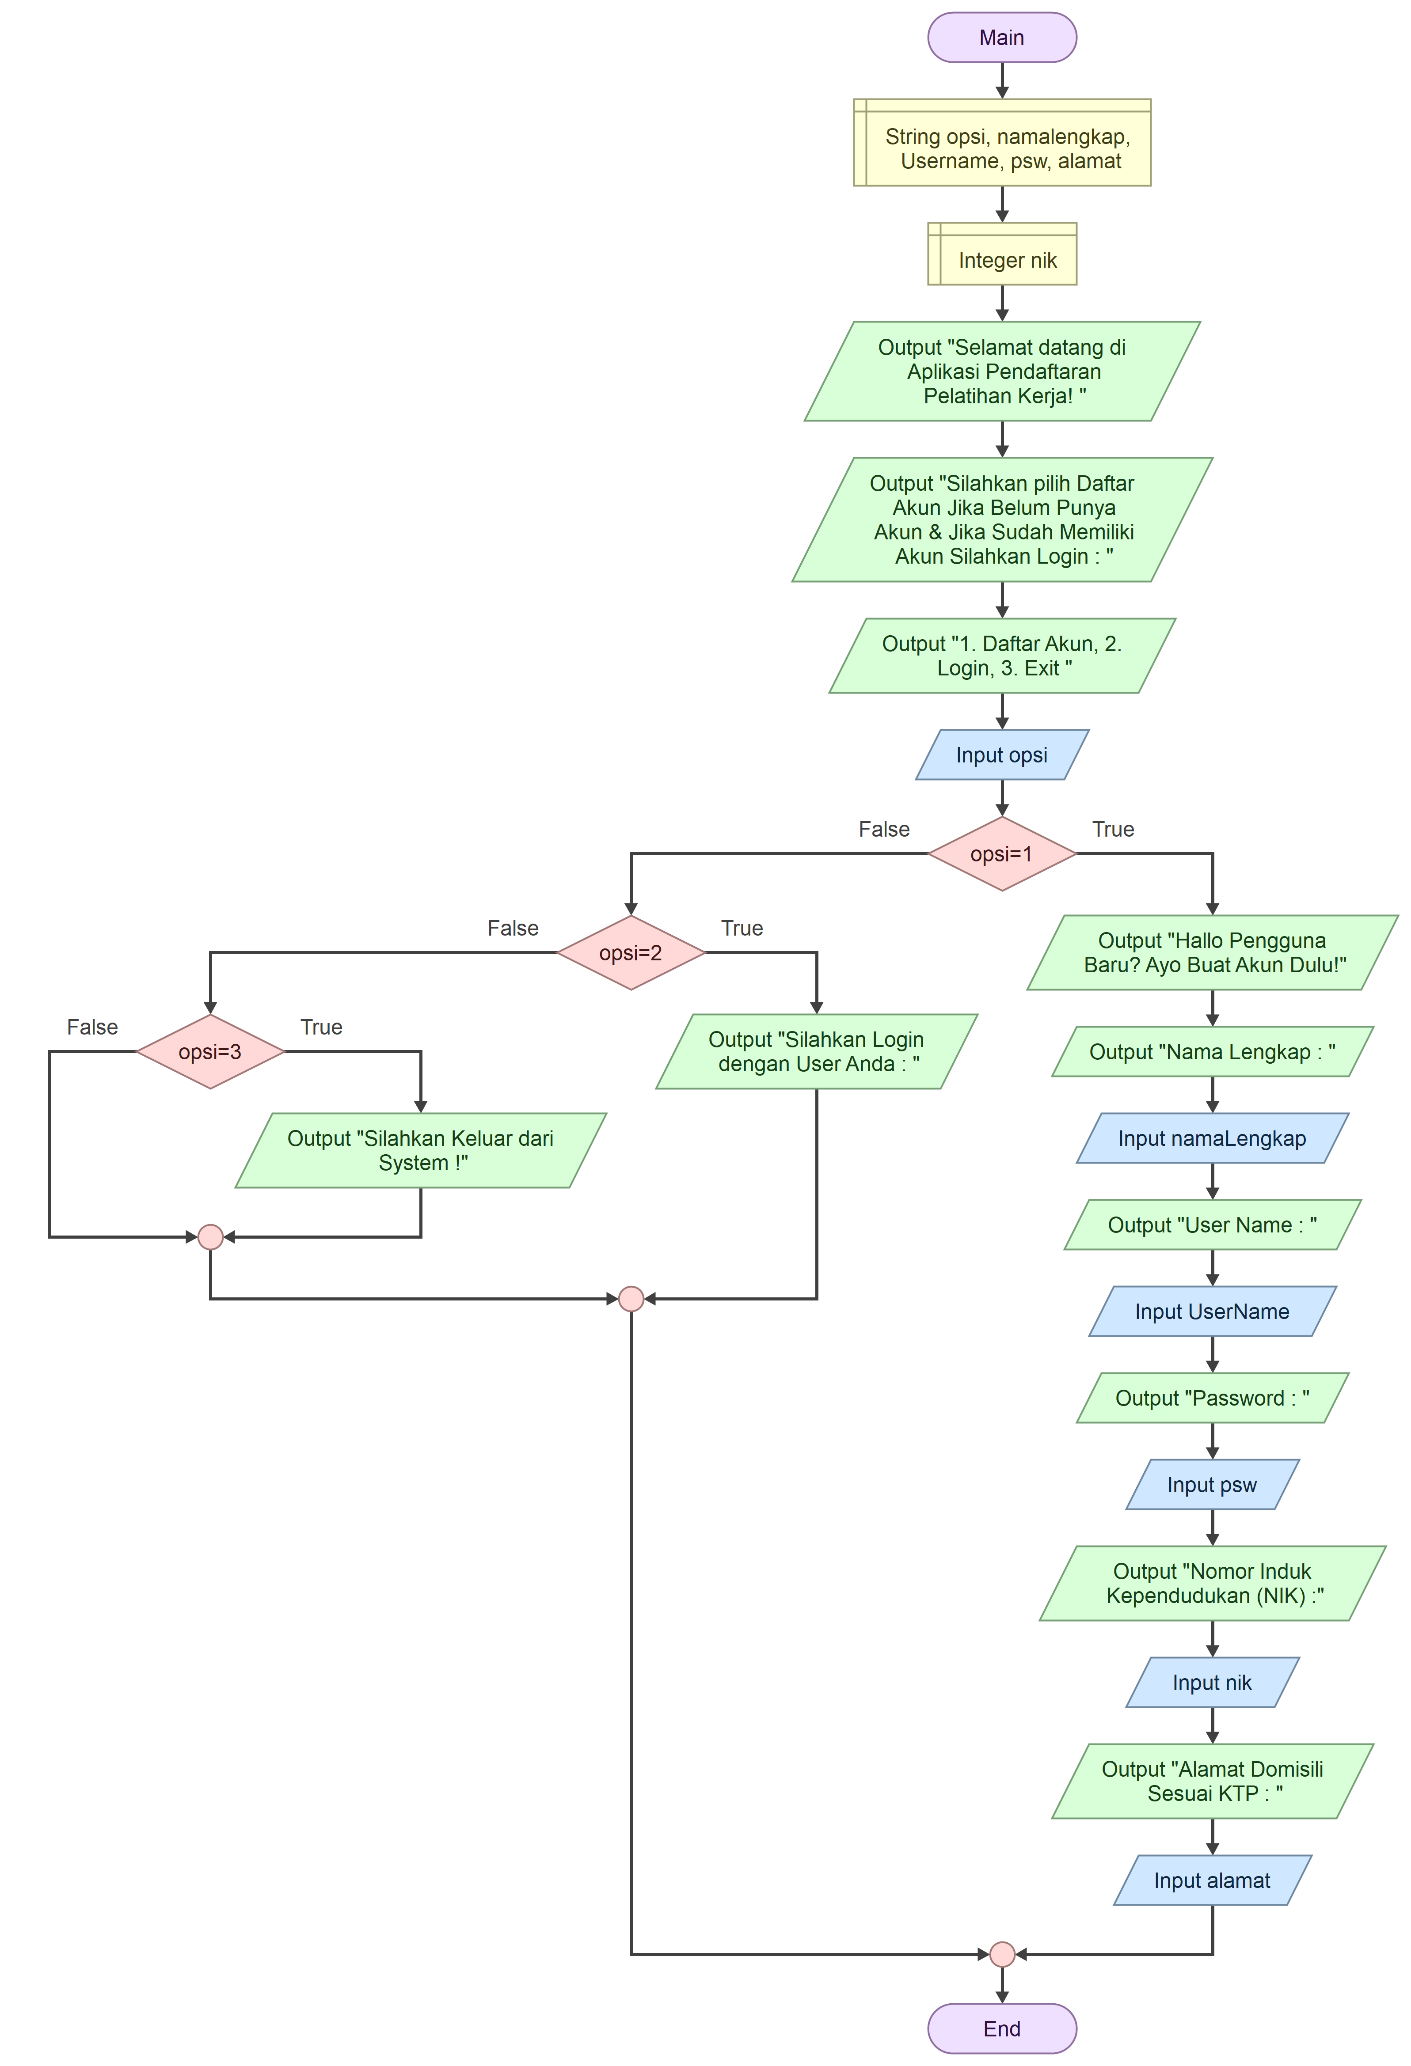 Main
String opsi, namalengkap,
Username, psw, alamat
Integer nik
Output "Selamat datang di
Aplikasi Pendaftaran
Pelatihan Kerja! "
Output "Silahkan pilih Daftar
Akun Jika Belum Punya
Akun & Jika Sudah Memiliki
Akun Silahkan Login : "
Output "1. Daftar Akun, 2.
Login, 3. Exit "
Input opsi
False
True
opsi=1
False
True
opsi=2
Output "Hallo Pengguna
Baru? Ayo Buat Akun Dulu!"
False
True
opsi=3
Output "Silahkan Login
dengan User Anda : "
Output "Nama Lengkap : "
Output "Silahkan Keluar dari
System !"
Input namaLengkap
Output "User Name : "
Input UserName
Output "Password : "
Input psw
Output "Nomor Induk
Kependudukan (NIK) :"
Input nik
Output "Alamat Domisili
Sesuai KTP : "
Input alamat
End